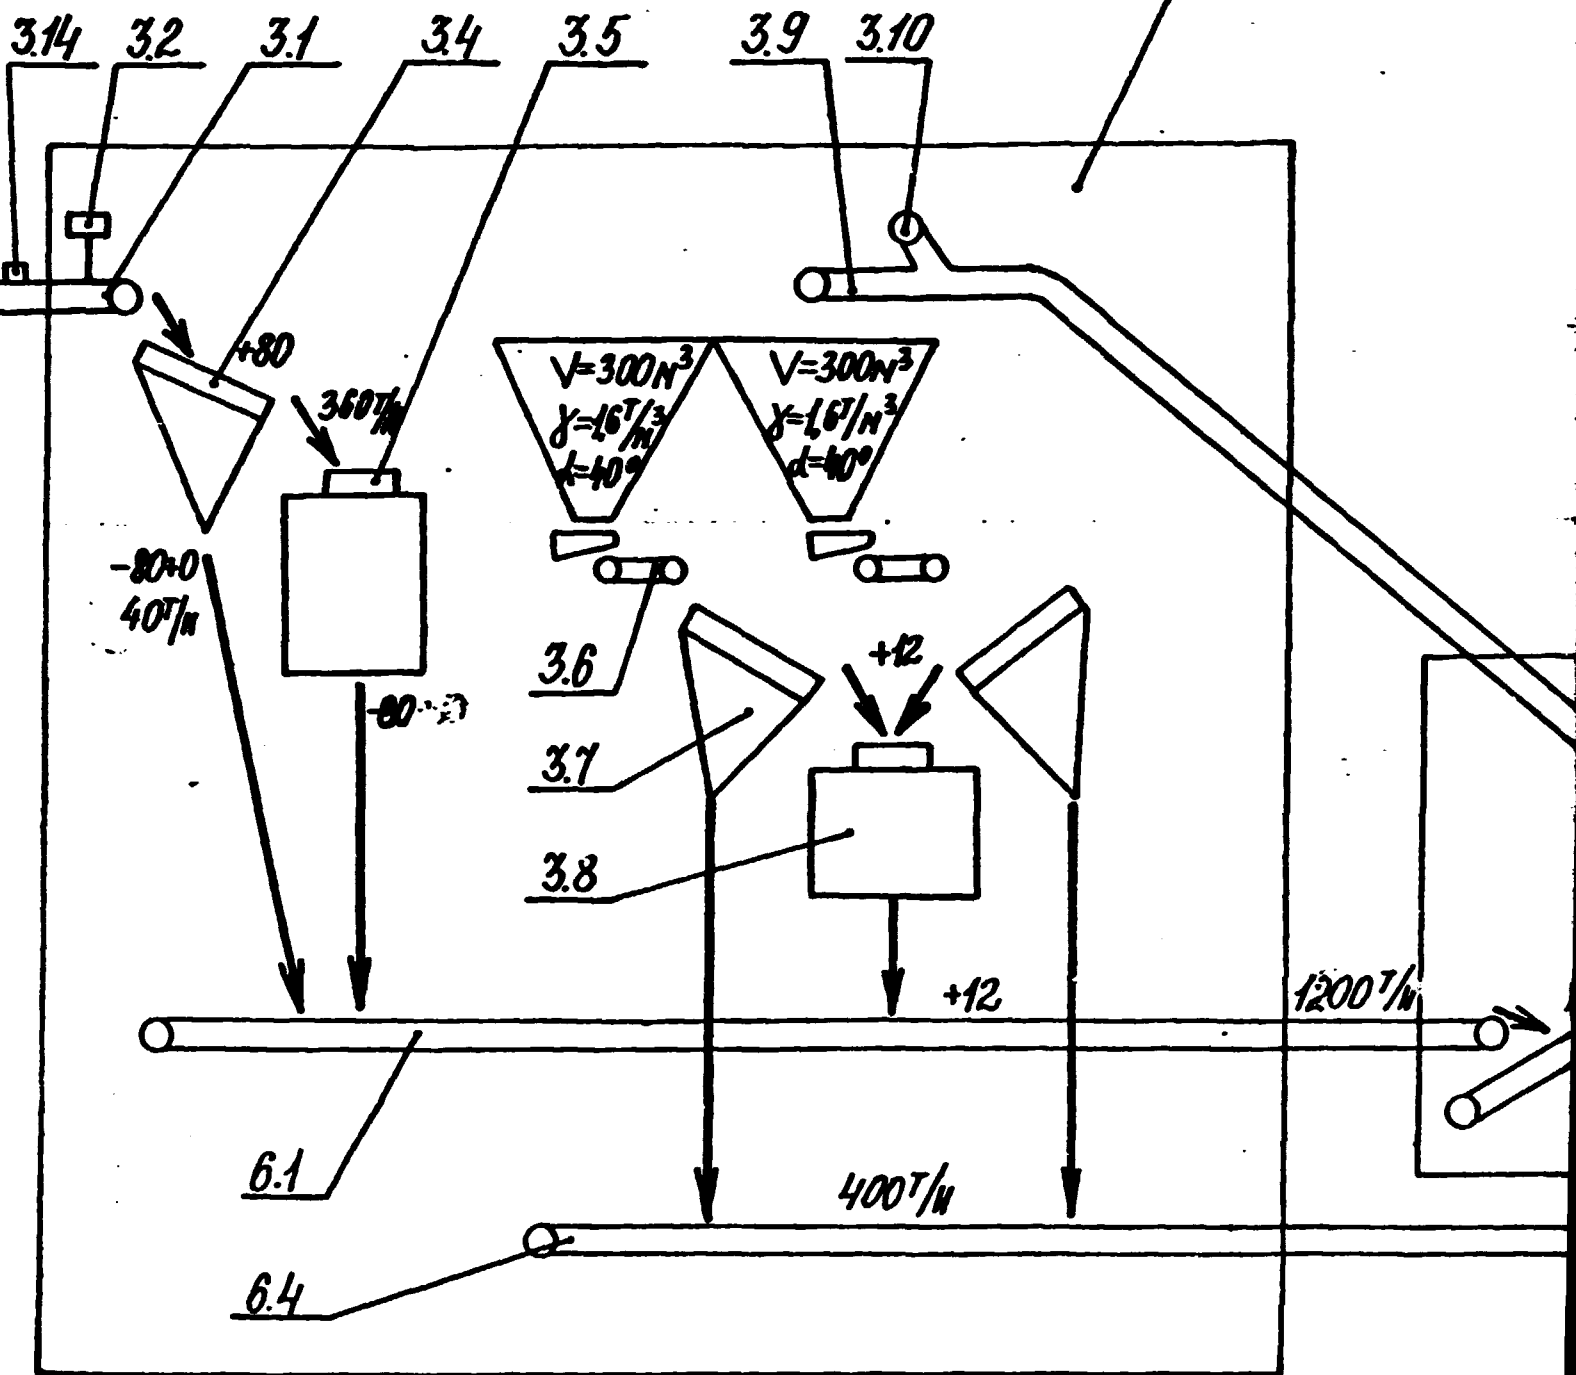 3.14 3.2 3.1 3.4 3.5 3.9 3.10
+80
360т/ч
V=300м³
γ=1,6т/м³
α=40°
V=300м³
γ=1,6т/м³
α=40°
-80+0
40т/ч
3.6
+12
-80
3.7
3.8
+12
1200т/ч
6.1
400т/ч
6.4